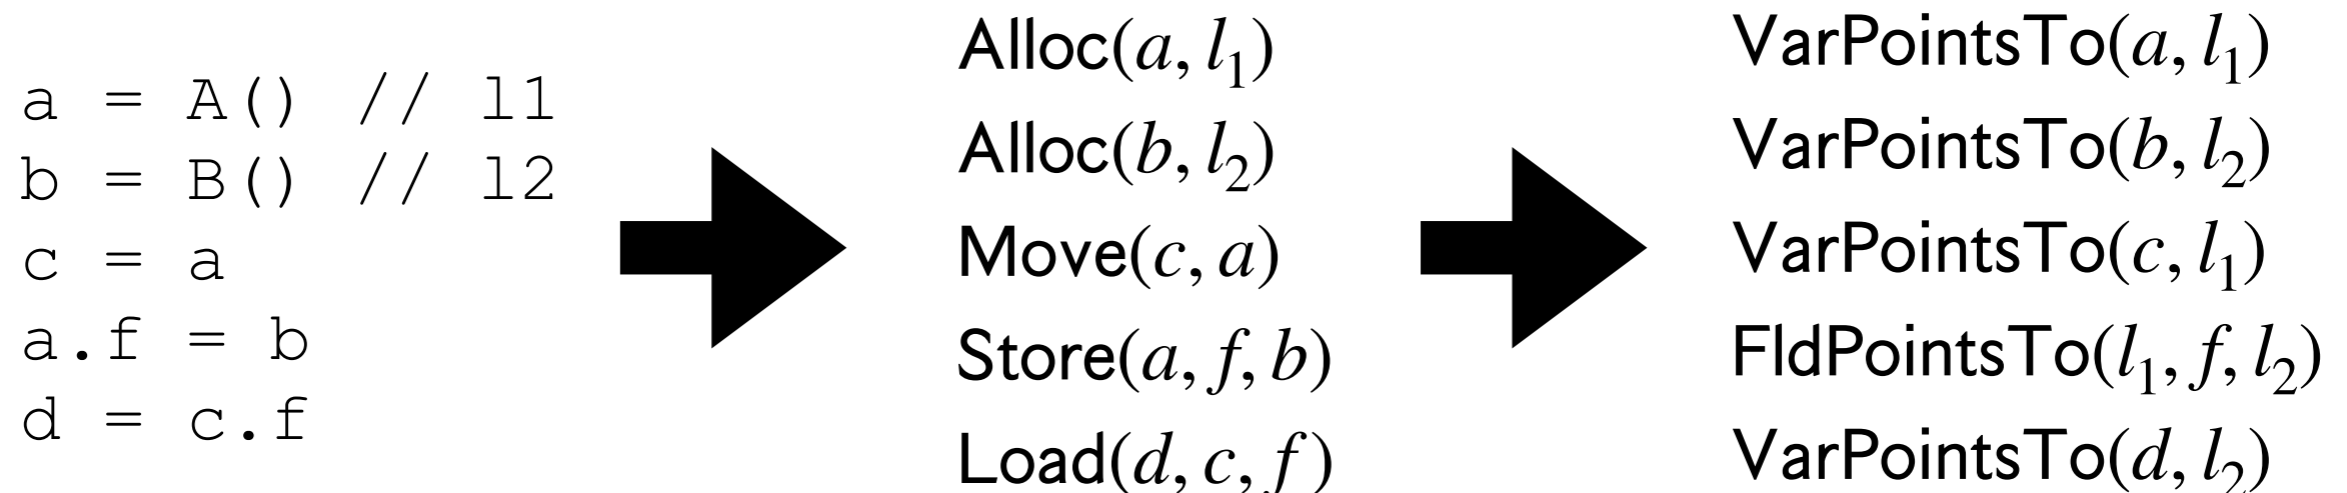 a = A() // l1
b = B() // l2
c = a
a.f = b
d = c.f
Alloc(a, l₁)
Alloc(b, l₂)
Move(c, a)
Store(a, f, b)
Load(d, c, f)
VarPointsTo(a, l₁)
VarPointsTo(b, l₂)
VarPointsTo(c, l₁)
FldPointsTo(l₁, f, l₂)
VarPointsTo(d, l₂)